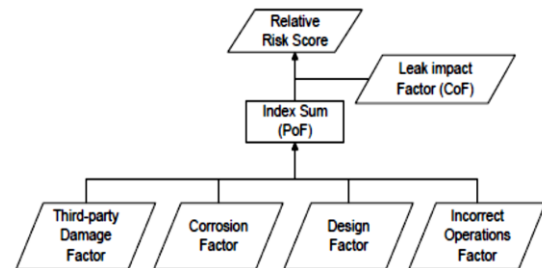 Relative
Risk Score
Leak impact
Factor (CoF)
Index Sum
(PoF)
Third-party
Damage
Factor
Corrosion
Factor
Design
Factor
Incorrect
Operations
Factor